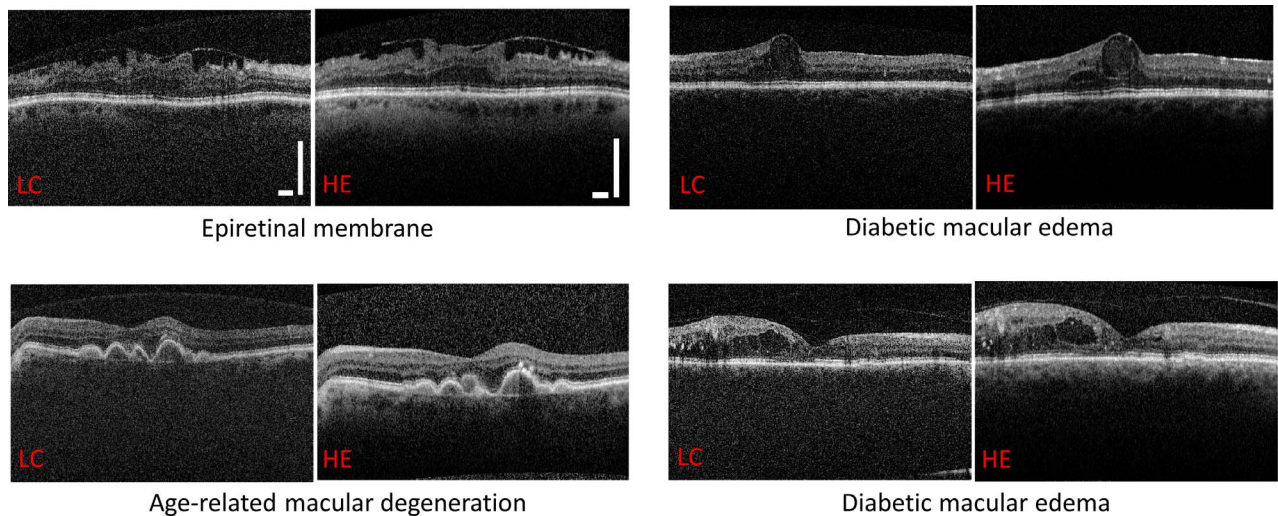 LC
HE
LC
HE
Epiretinal membrane
Diabetic macular edema
LC
HE
LC
HE
Age-related macular degeneration
Diabetic macular edema